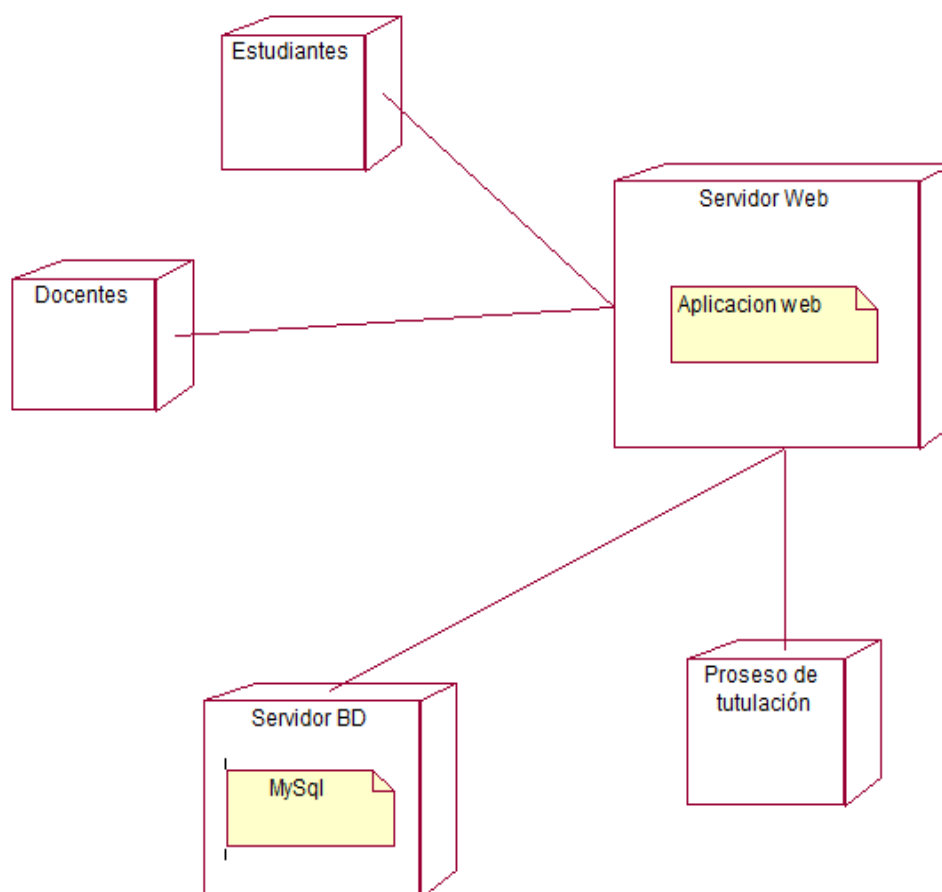 Estudiantes
Servidor Web
Aplicacion web
Docentes
Proseso de
tutulación
Servidor BD
MySql